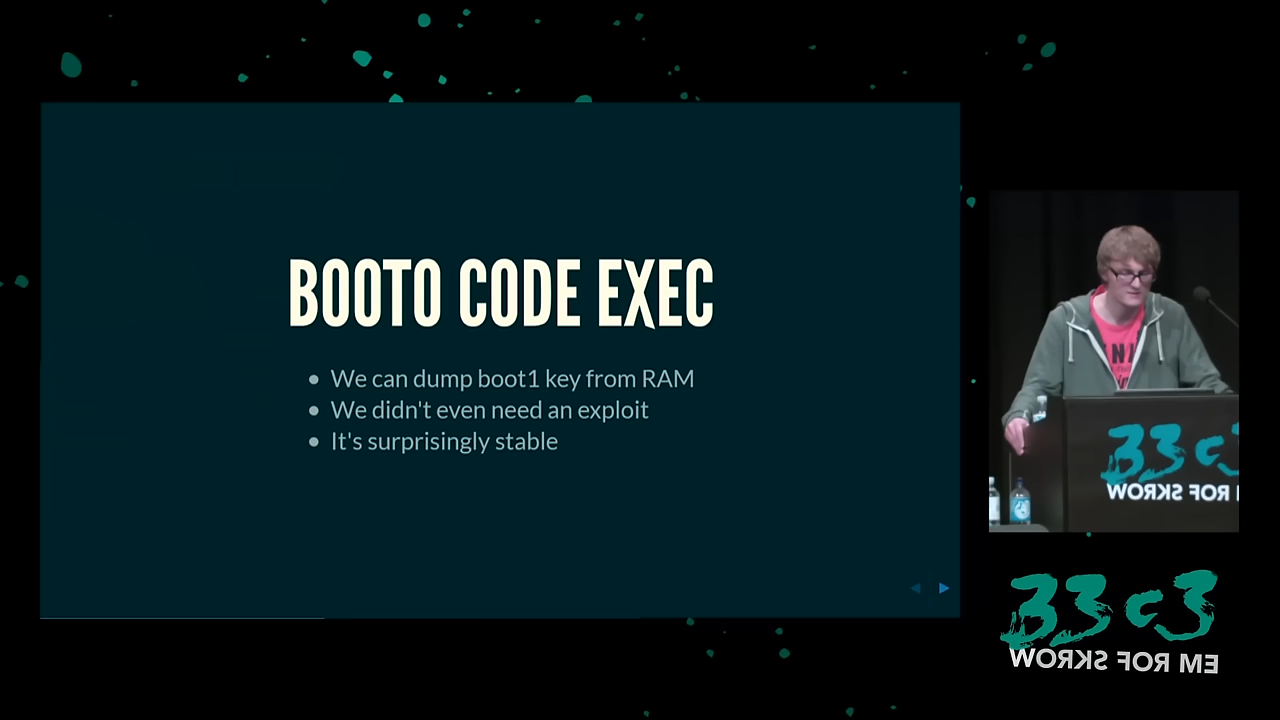 BOOT0 CODE EXEC
We can dump boot1 key from RAM
We didn't even need an exploit
It's surprisingly stable
33c3
WORKS FOR ME
33c3
WORKS FOR ME